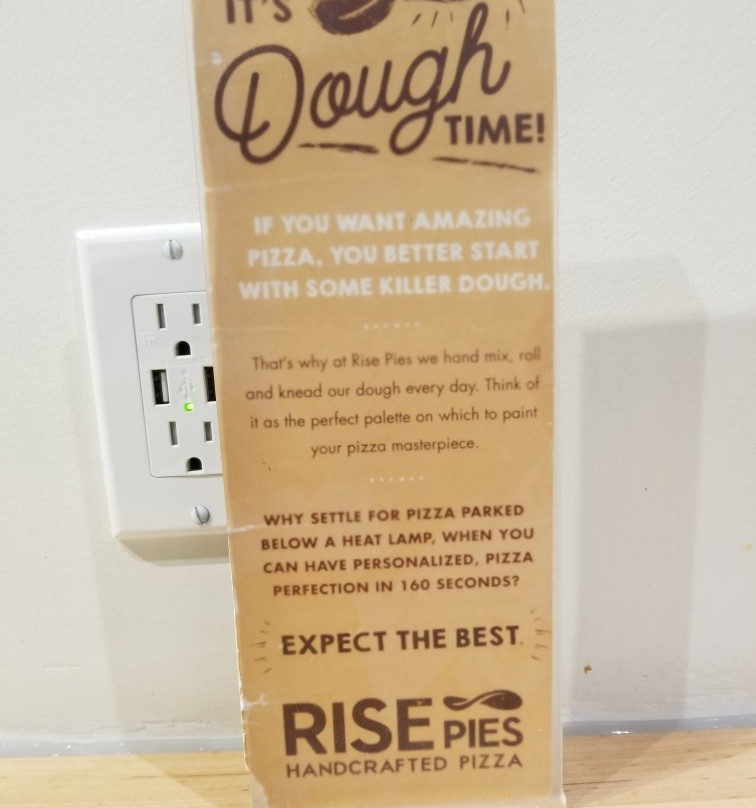 IT'S
Dough
TIME!
IF YOU WANT AMAZING
PIZZA, YOU BETTER START
WITH SOME KILLER DOUGH.
That's why at Rise Pies we hand mix, roll
and knead our dough every day. Think of
it as the perfect palette on which to paint
your pizza masterpiece.
WHY SETTLE FOR PIZZA PARKED
BELOW A HEAT LAMP, WHEN YOU
CAN HAVE PERSONALIZED, PIZZA
PERFECTION IN 160 SECONDS?
EXPECT THE BEST.
RISE PIES
HANDCRAFTED PIZZA